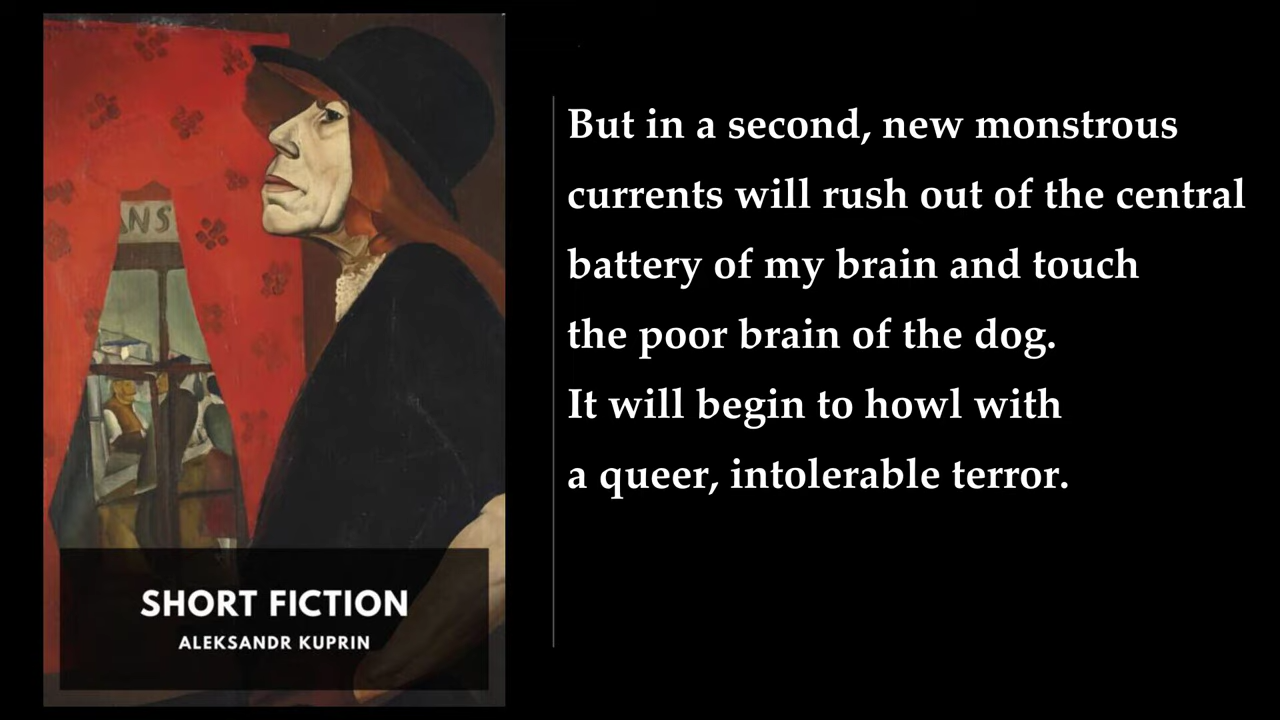 ANS
SHORT FICTION
ALEKSANDR KUPRIN
But in a second, new monstrous
currents will rush out of the central
battery of my brain and touch
the poor brain of the dog.
It will begin to howl with
a queer, intolerable terror.